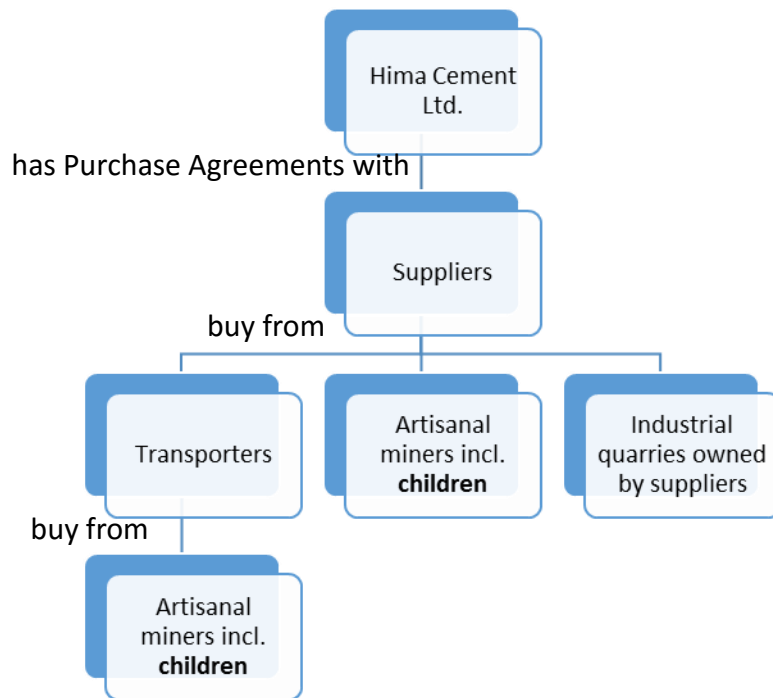 Hima Cement
Ltd.
has Purchase Agreements with
Suppliers
buy from
Transporters
Artisanal
miners incl.
children
Industrial
quarries owned
by suppliers
buy from
Artisanal
miners incl.
children